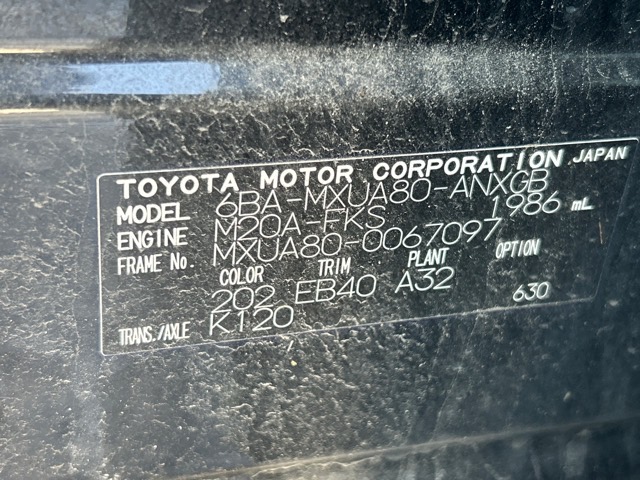 TOYOTA MOTOR CORPORATION JAPAN
MODEL 6BA-MXUA80-ANXGB
ENGINE M20A-FKS 1986 mL
FRAME No. MXUA80-0067097
COLOR TRIM PLANT OPTION
202 EB40 A32 630
TRANS./AXLE K120